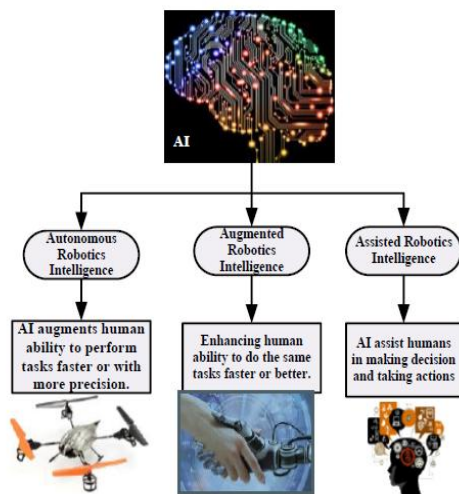 AI
Autonomous
Robotics
Intelligence
Augmented
Robotics
Intelligence
Assisted Robotics
Intelligence
AI augments human
ability to perform
tasks faster or with
more precision.
Enhancing human
ability to do the same
tasks faster or better.
AI assist humans
in making decision
and taking actions